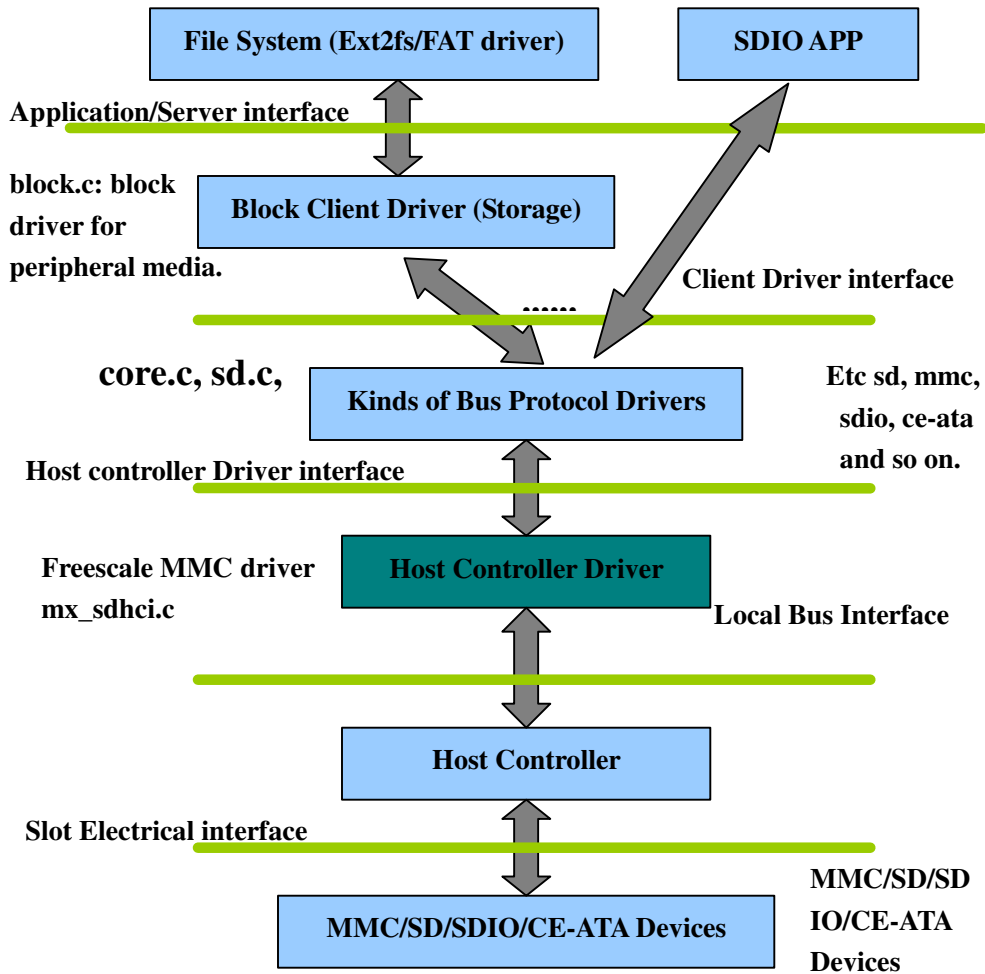 File System (Ext2fs/FAT driver)
SDIO APP
Application/Server interface
block.c: block
driver for
peripheral media.
Block Client Driver (Storage)
Client Driver interface
......
core.c, sd.c,
Kinds of Bus Protocol Drivers
Etc sd, mmc,
sdio, ce-ata
and so on.
Host controller Driver interface
Freescale MMC driver
mx_sdhci.c
Host Controller Driver
Local Bus Interface
Host Controller
Slot Electrical interface
MMC/SD/SDIO/CE-ATA Devices
MMC/SD/SD
IO/CE-ATA
Devices